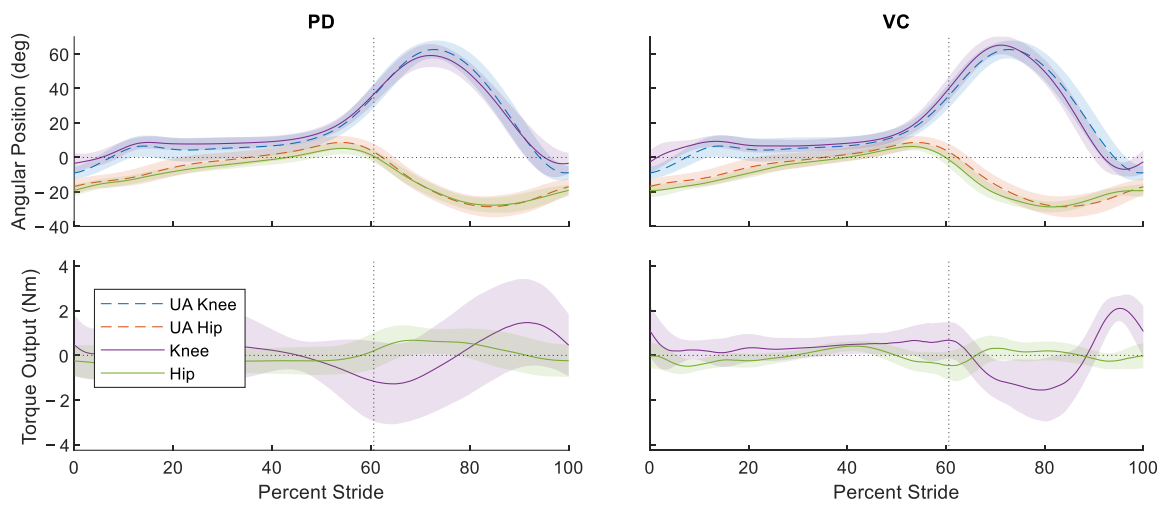 PD
VC
Angular Position (deg)
60
40
20
0
−20
−40
Torque Output (Nm)
4
2
0
−2
−4
UA Knee
UA Hip
Knee
Hip
0 20 40 60 80 100
0 20 40 60 80 100
Percent Stride
Percent Stride